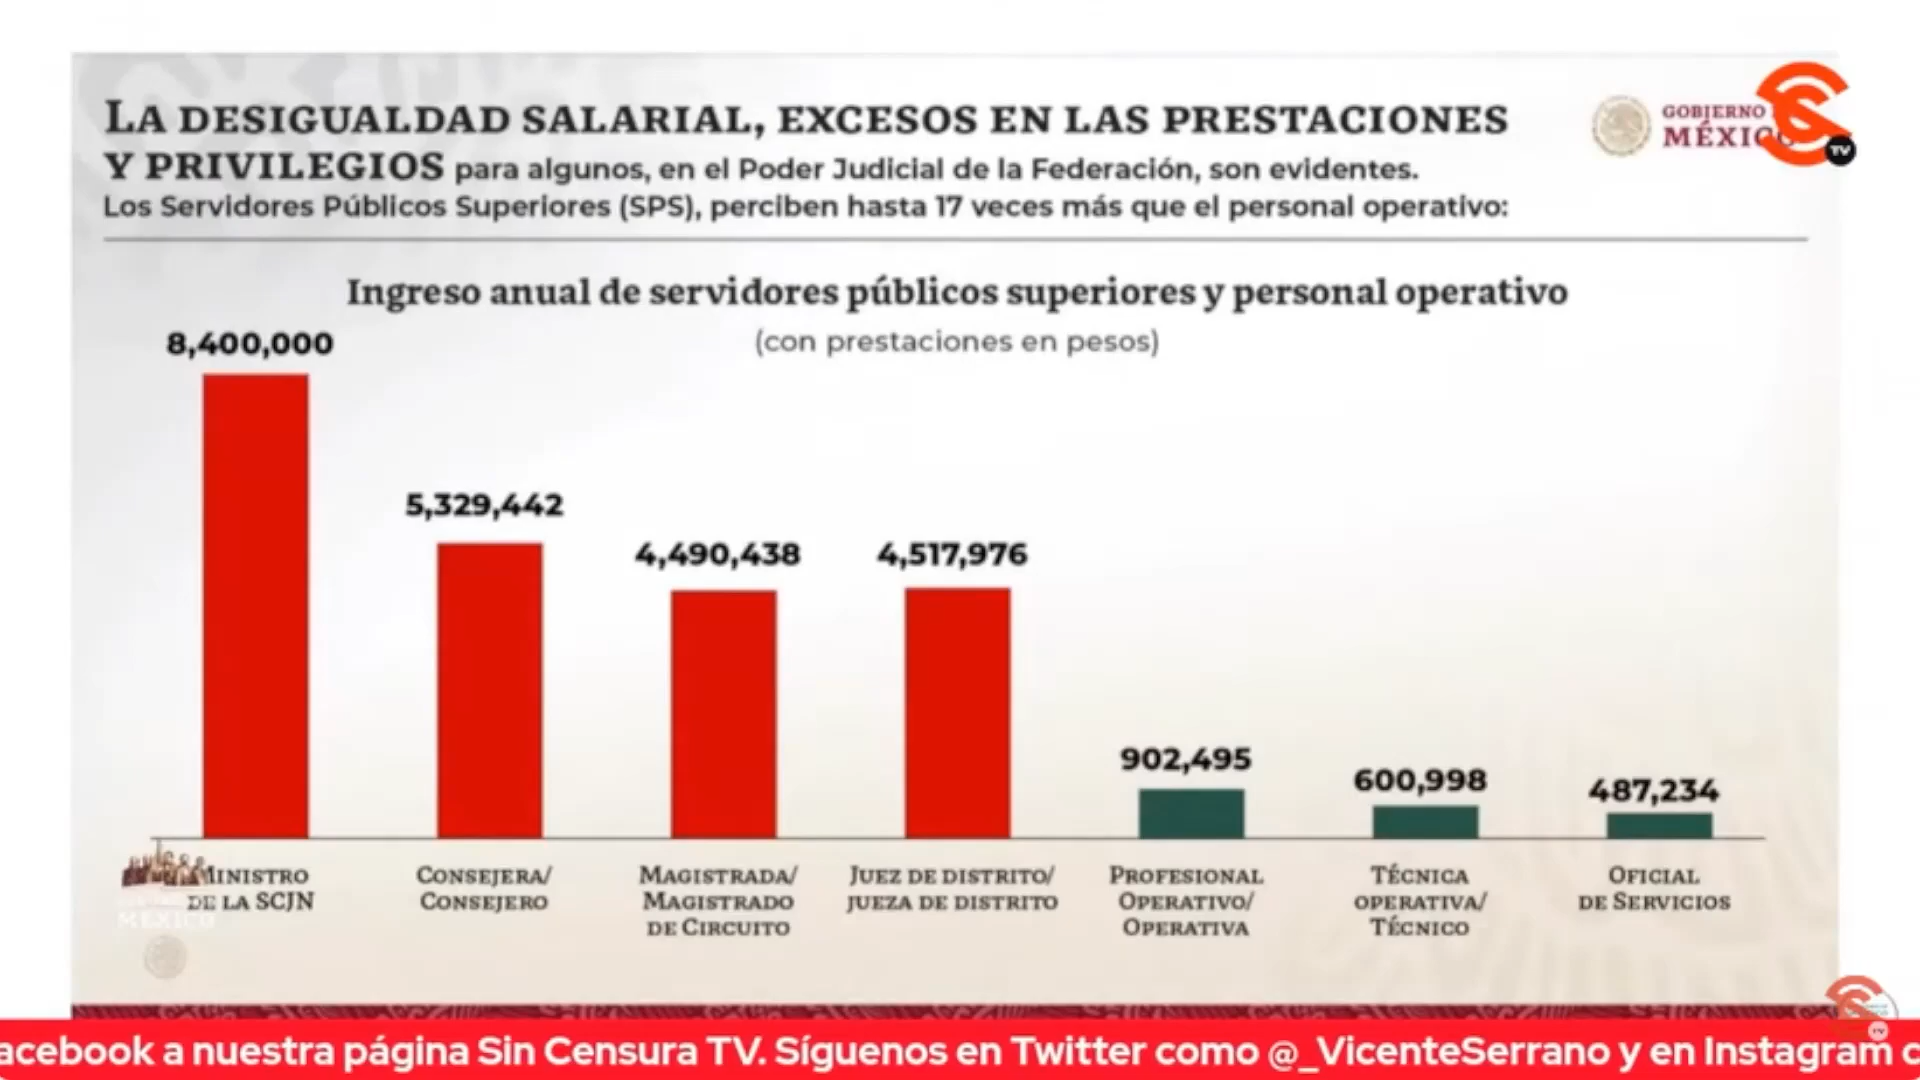 LA DESIGUALDAD SALARIAL, EXCESOS EN LAS PRESTACIONES
Y PRIVILEGIOS para algunos, en el Poder Judicial de la Federación, son evidentes.
Los Servidores Públicos Superiores (SPS), perciben hasta 17 veces más que el personal operativo:
GOBIERNO
MÉXICO
TV
Ingreso anual de servidores públicos superiores y personal operativo
(con prestaciones en pesos)
8,400,000
5,329,442
4,490,438
4,517,976
902,495
600,998
487,234
MINISTRO
DE LA SCJN
CONSEJERA/
CONSEJERO
MAGISTRADA/
MAGISTRADO
DE CIRCUITO
JUEZ DE DISTRITO/
JUEZA DE DISTRITO
PROFESIONAL
OPERATIVO/
OPERATIVA
TÉCNICA
OPERATIVA/
TÉCNICO
OFICIAL
DE SERVICIOS
MÉXICO
TV
acebook a nuestra página Sin Censura TV. Síguenos en Twitter como @_VicenteSerrano y en Instagram c